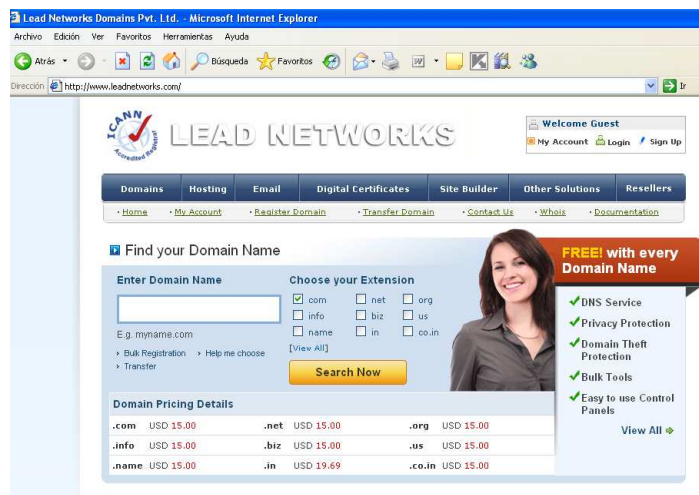 Lead Networks Domains Pvt. Ltd. - Microsoft Internet Explorer
Archivo Edición Ver Favoritos Herramientas Ayuda
Atrás Búsqueda Favoritos
Dirección http://www.leadnetworks.com/ Ir
ICANN
Accredited Registrar
LEAD NETWORKS
Welcome Guest
My Account Login Sign Up
Domains Hosting Email Digital Certificates Site Builder Other Solutions Resellers
· Home · My Account · Register Domain · Transfer Domain · Contact Us · Whois · Documentation
Find your Domain Name
FREE! with every
Domain Name
Enter Domain Name Choose your Extension
com net org
info biz us
name in co.in
E.g. myname.com
[View All]
Bulk Registration Help me choose
Transfer
Search Now
DNS Service
Privacy Protection
Domain Theft
Protection
Bulk Tools
Easy to use Control
Panels
View All
Domain Pricing Details
.com USD 15.00 .net USD 15.00 .org USD 15.00
.info USD 15.00 .biz USD 15.00 .us USD 15.00
.name USD 15.00 .in USD 19.69 .co.in USD 15.00